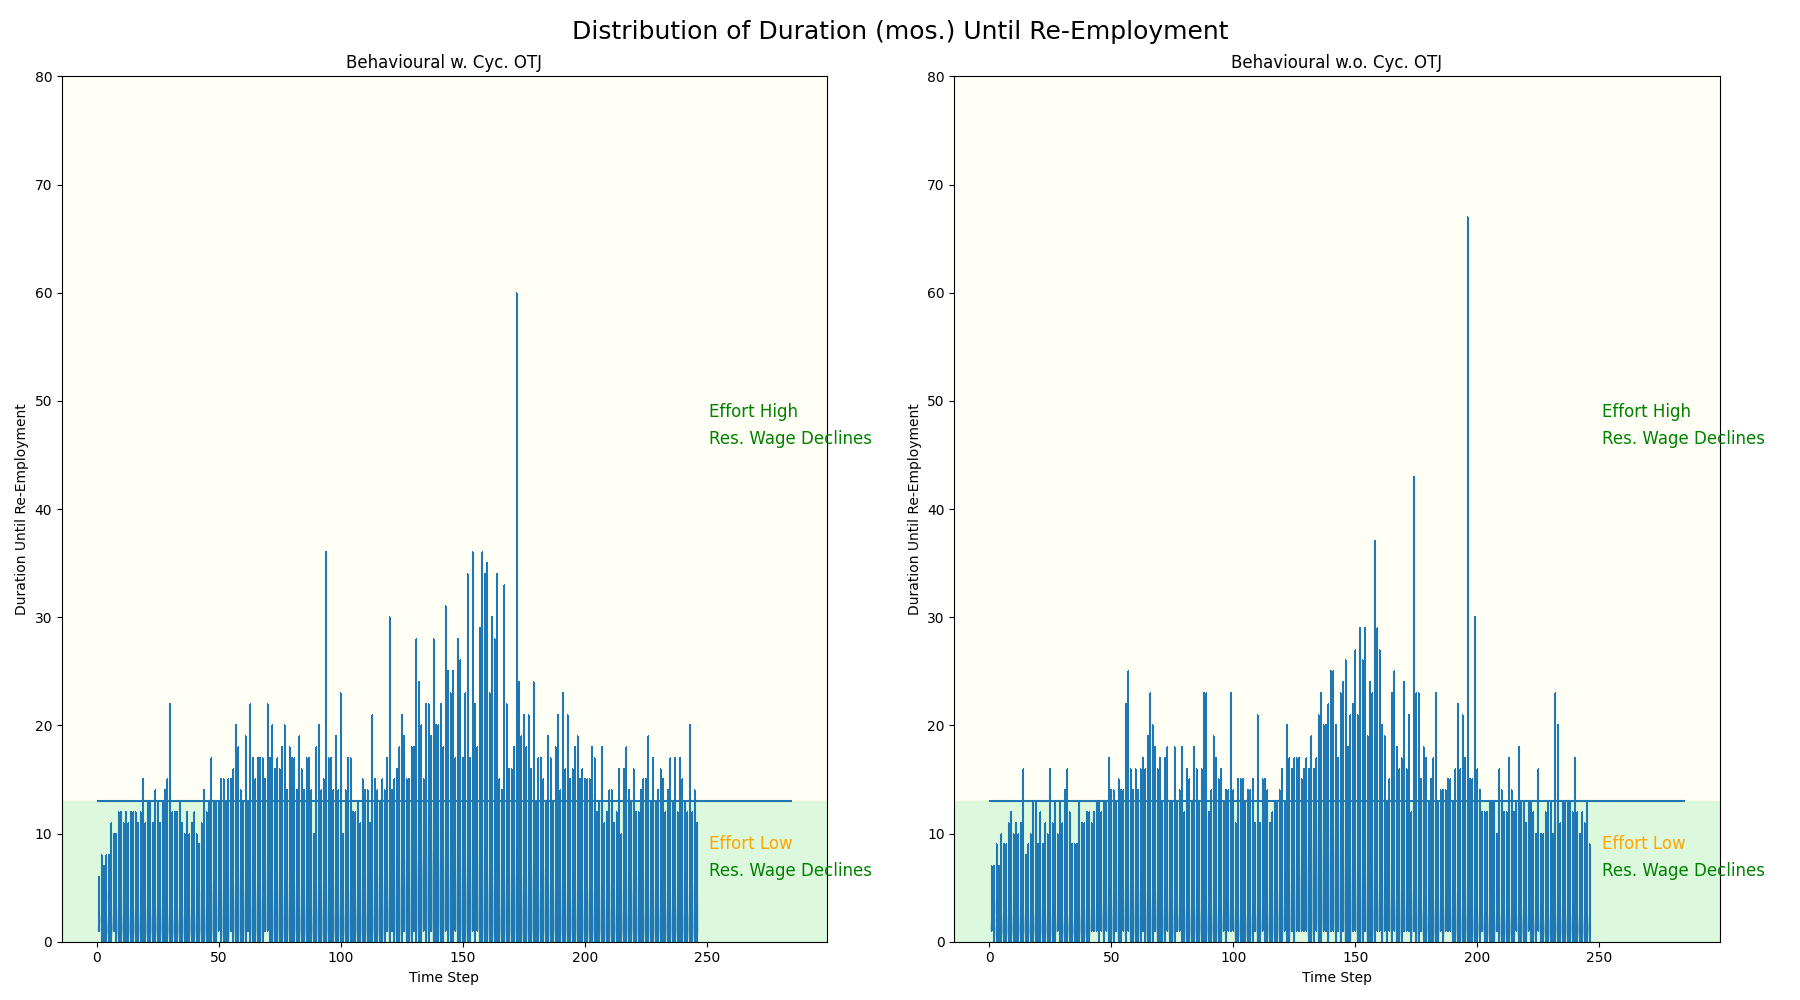 Distribution of Duration (mos.) Until Re-Employment
Behavioural w. Cyc. OTJ
80
70
60
50
40
30
20
10
0
Duration Until Re-Employment
Effort High
Res. Wage Declines
Effort Low
Res. Wage Declines
0 50 100 150 200 250
Time Step
Behavioural w.o. Cyc. OTJ
80
70
60
50
40
30
20
10
0
Duration Until Re-Employment
Effort High
Res. Wage Declines
Effort Low
Res. Wage Declines
0 50 100 150 200 250
Time Step